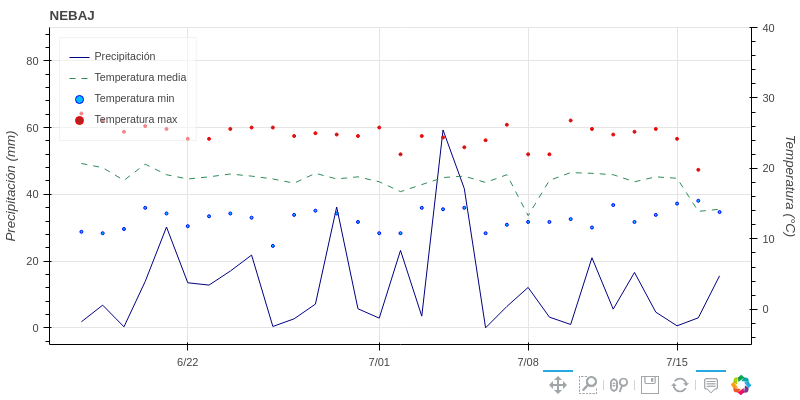 NEBAJ
Precipitación
Temperatura media
Temperatura min
Temperatura max
80
60
40
20
0
Precipitación (mm)
40
30
20
10
0
Temperatura (°C)
6/22
7/01
7/08
7/15